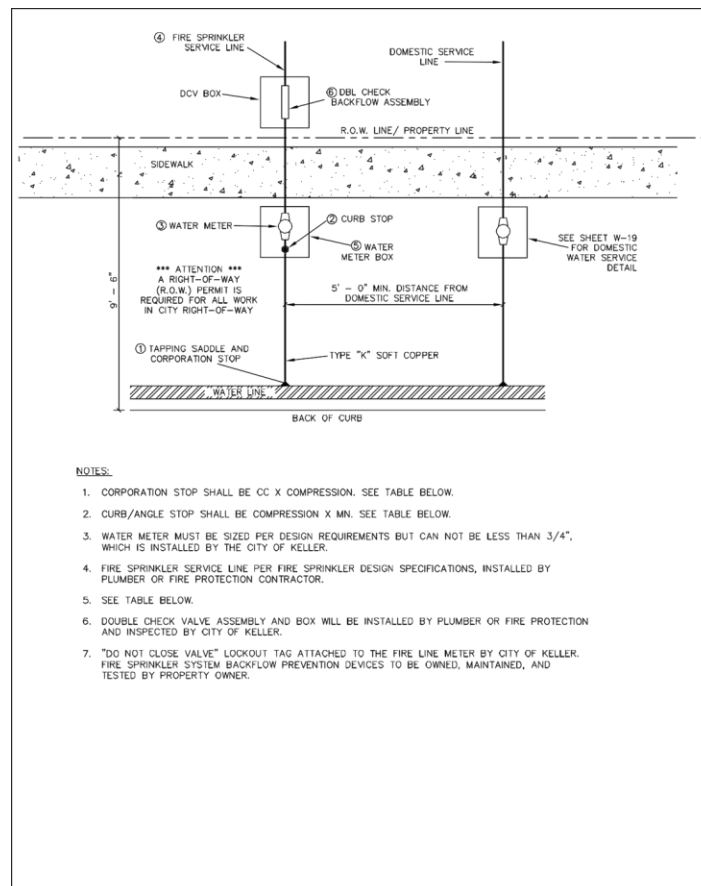 ④ FIRE SPRINKLER
SERVICE LINE
DOMESTIC SERVICE
LINE
DCV BOX
⑥ DBL CHECK
BACKFLOW ASSEMBLY
R.O.W. LINE/ PROPERTY LINE
SIDEWALK
③ WATER METER
② CURB STOP
⑤ WATER
METER BOX
SEE SHEET W-19
FOR DOMESTIC
WATER SERVICE
DETAIL
*** ATTENTION ***
A RIGHT-OF-WAY
(R.O.W.) PERMIT IS
REQUIRED FOR ALL WORK
IN CITY RIGHT-OF-WAY
9' - 6"
5' - 0" MIN. DISTANCE FROM
DOMESTIC SERVICE LINE
① TAPPING SADDLE AND
CORPORATION STOP
TYPE "K" SOFT COPPER
WATER LINE
BACK OF CURB
NOTES:
1. CORPORATION STOP SHALL BE CC X COMPRESSION. SEE TABLE BELOW.
2. CURB/ANGLE STOP SHALL BE COMPRESSION X MN. SEE TABLE BELOW.
3. WATER METER MUST BE SIZED PER DESIGN REQUIREMENTS BUT CAN NOT BE LESS THAN 3/4",
WHICH IS INSTALLED BY THE CITY OF KELLER.
4. FIRE SPRINKLER SERVICE LINE PER FIRE SPRINKLER DESIGN SPECIFICATIONS, INSTALLED BY
PLUMBER OR FIRE PROTECTION CONTRACTOR.
5. SEE TABLE BELOW.
6. DOUBLE CHECK VALVE ASSEMBLY AND BOX WILL BE INSTALLED BY PLUMBER OR FIRE PROTECTION
AND INSPECTED BY CITY OF KELLER.
7. "DO NOT CLOSE VALVE" LOCKOUT TAG ATTACHED TO THE FIRE LINE METER BY CITY OF KELLER.
FIRE SPRINKLER SYSTEM BACKFLOW PREVENTION DEVICES TO BE OWNED, MAINTAINED, AND
TESTED BY PROPERTY OWNER.